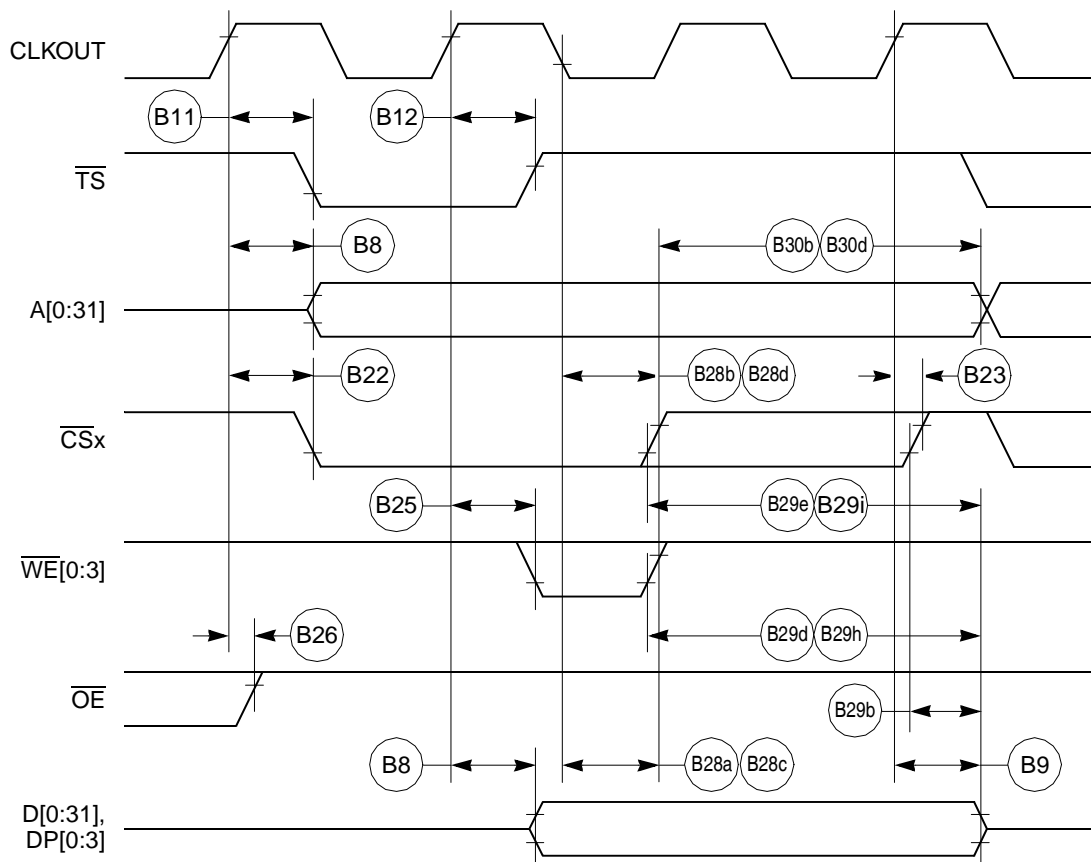 CLKOUT
B11
B12
TS
B8
B30b B30d
A[0:31]
B22
B28b B28d
B23
CSx
B25
B29e B29i
WE[0:3]
B26
B29d B29h
OE
B29b
B8
B28a B28c
B9
D[0:31],
DP[0:3]